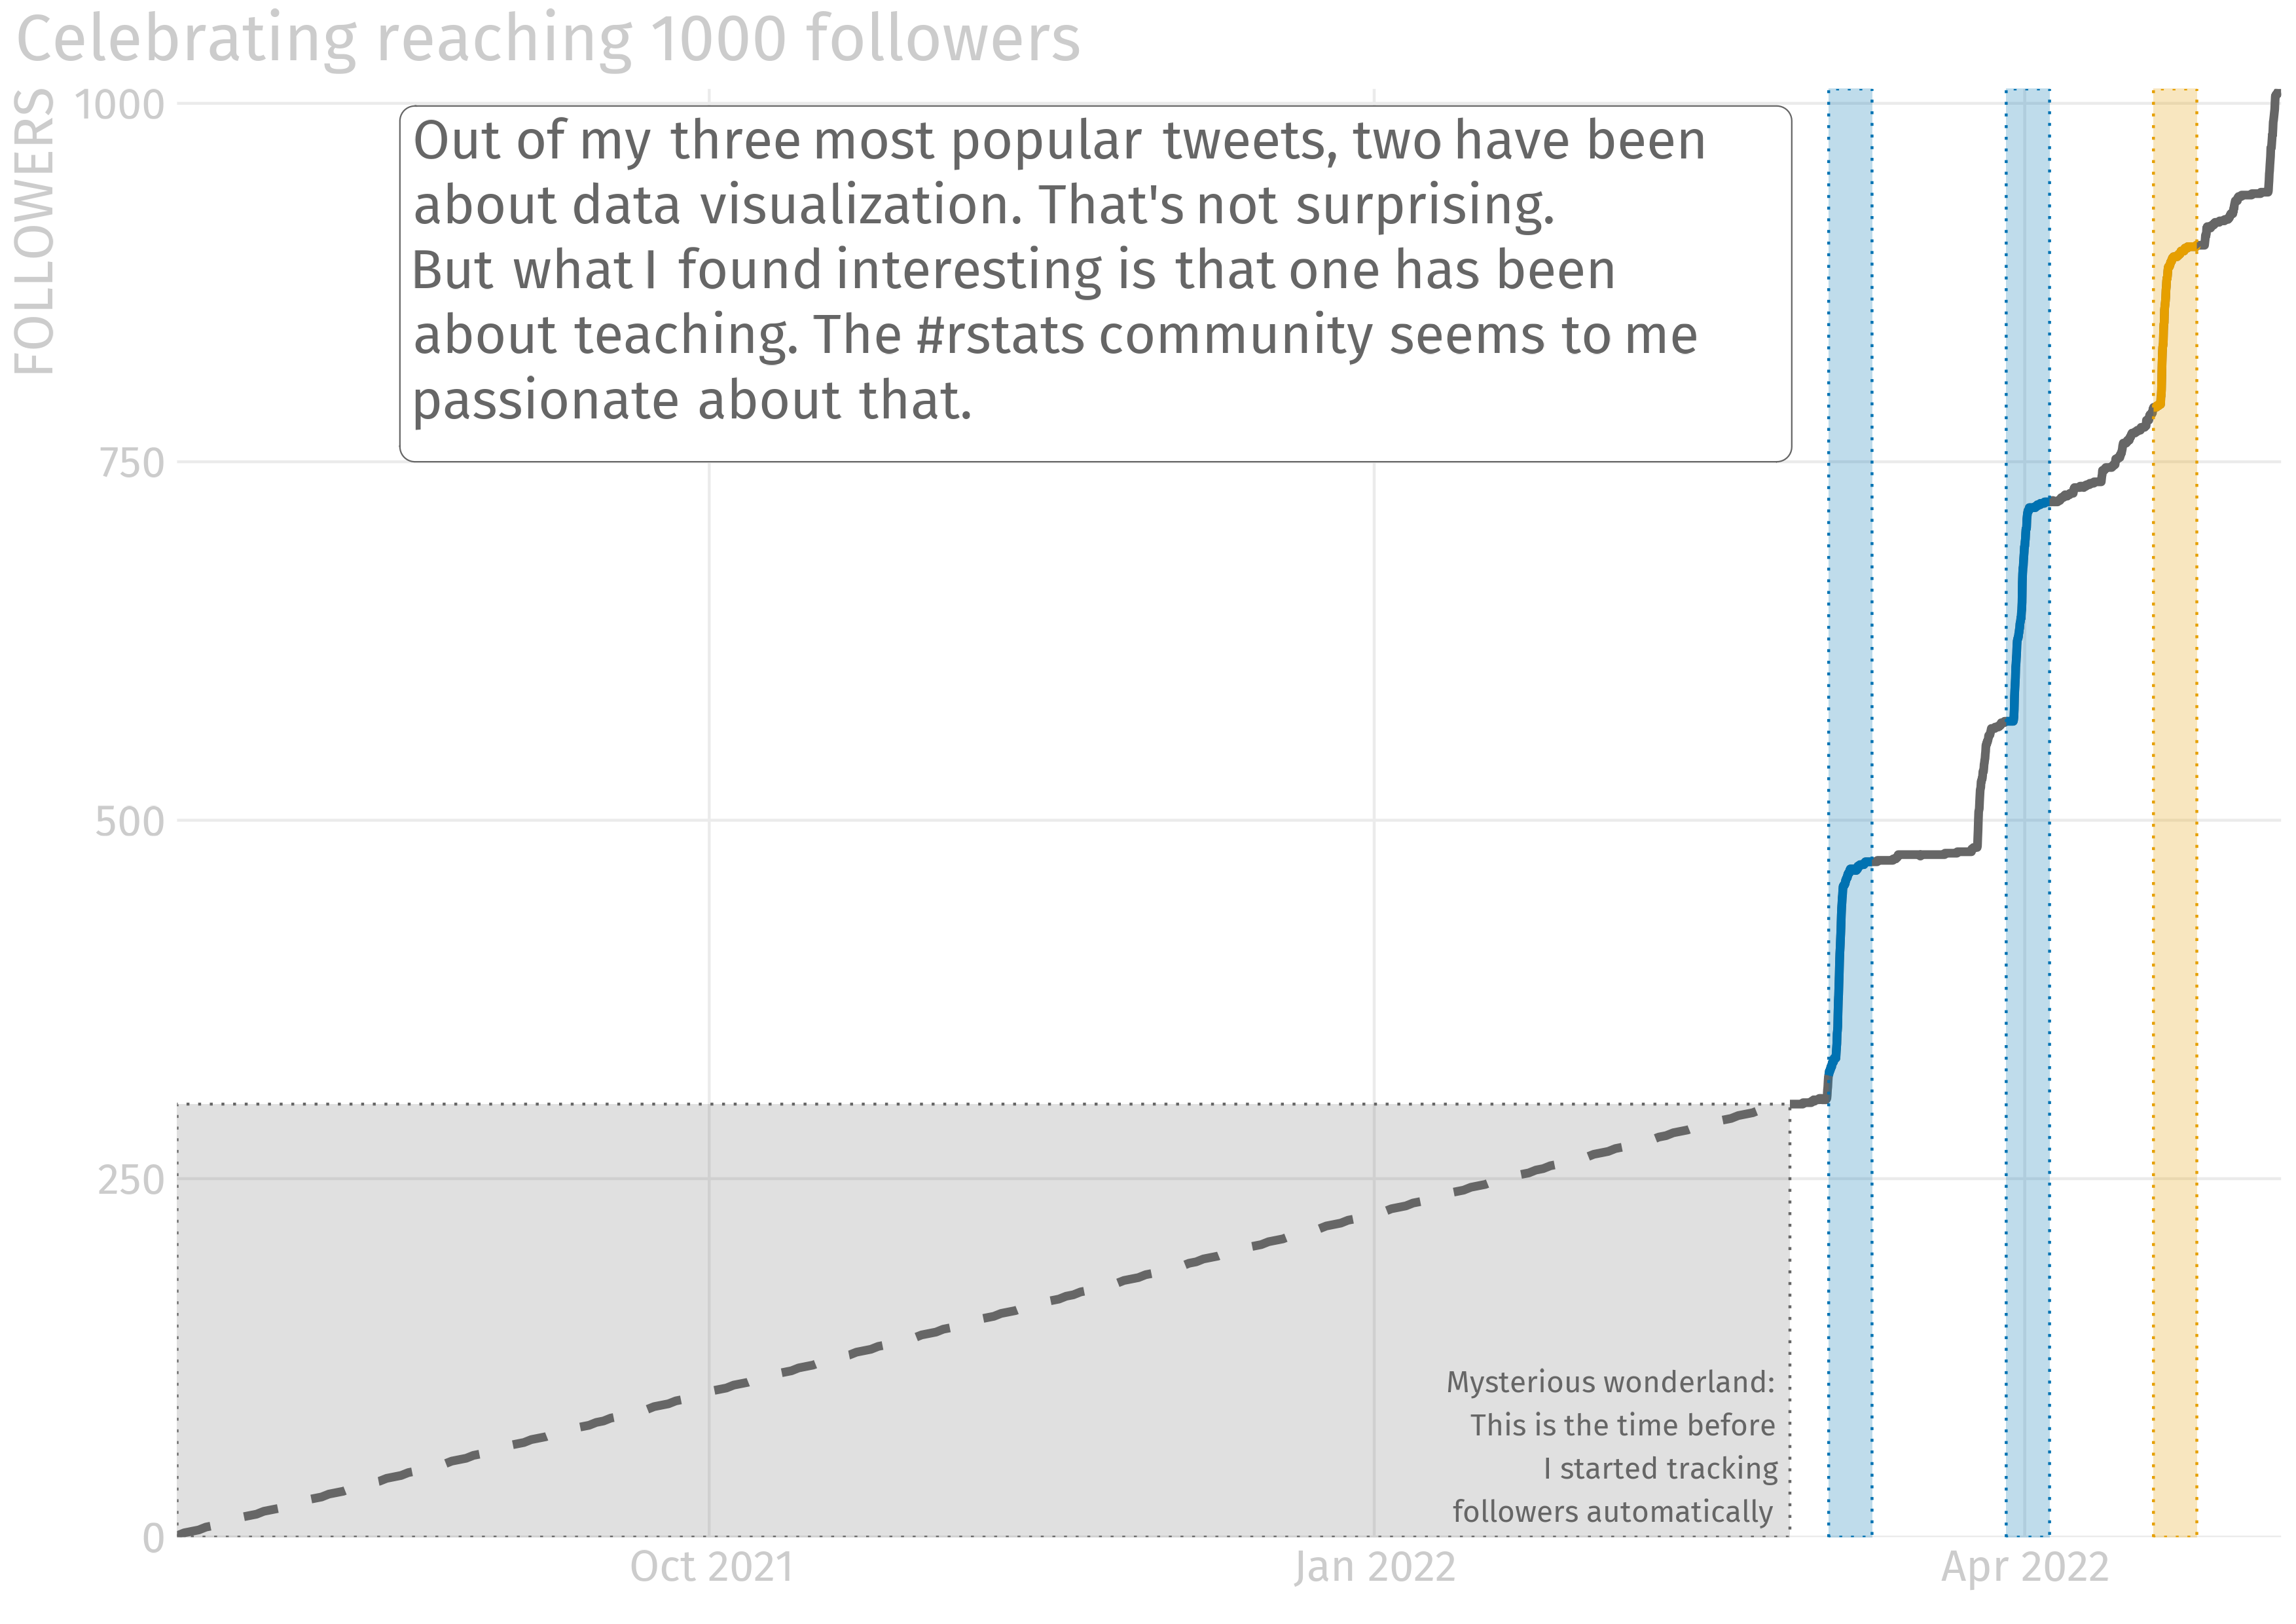 Celebrating reaching 1000 followers
FOLLOWERS
1000
750
500
250
0
Out of my three most popular tweets, two have been
about data visualization. That's not surprising.
But what I found interesting is that one has been
about teaching. The #rstats community seems to me
passionate about that.
Mysterious wonderland:
This is the time before
I started tracking
followers automatically
Oct 2021
Jan 2022
Apr 2022